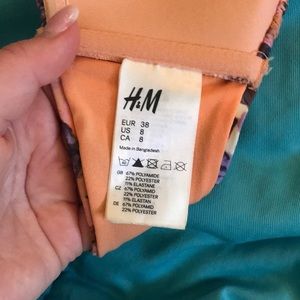 H&M
EUR 38
US 8
CA 8
Made in Bangladesh
GB 67% POLYAMIDE
22% POLYESTER
11% ELASTANE
CZ 67% POLYAMID
22% POLYESTER
11% ELASTAN
DE 67% POLYAMID
22% POLYESTER